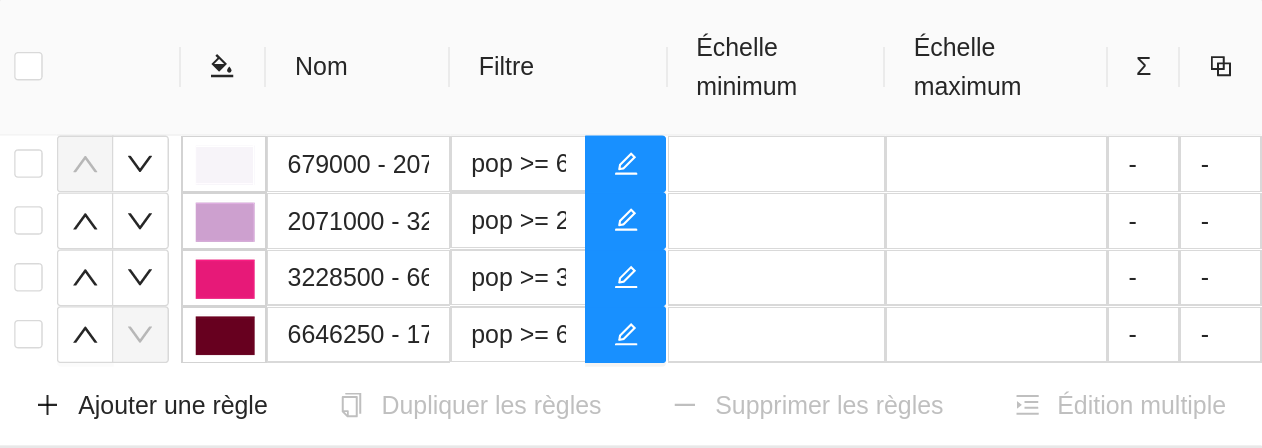 Nom Filtre Échelle minimum Échelle maximum Σ
679000 - 207 pop >= 6 - -
2071000 - 32 pop >= 2 - -
3228500 - 66 pop >= 3 - -
6646250 - 17 pop >= 6 - -
Ajouter une règle Dupliquer les règles Supprimer les règles Édition multiple